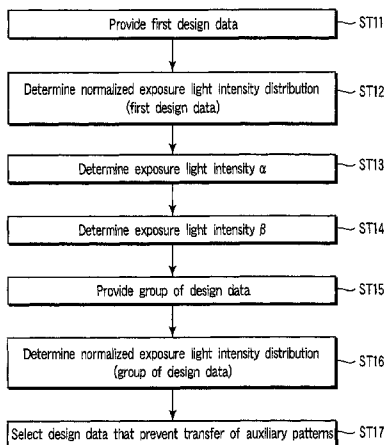 Provide first design data
ST11
Determine normalized exposure light intensity distribution
(first design data)
ST12
Determine exposure light intensity α
ST13
Determine exposure light intensity β
ST14
Provide group of design data
ST15
Determine normalized exposure light intensity distribution
(group of design data)
ST16
Select design data that prevent transfer of auxiliary patterns
ST17